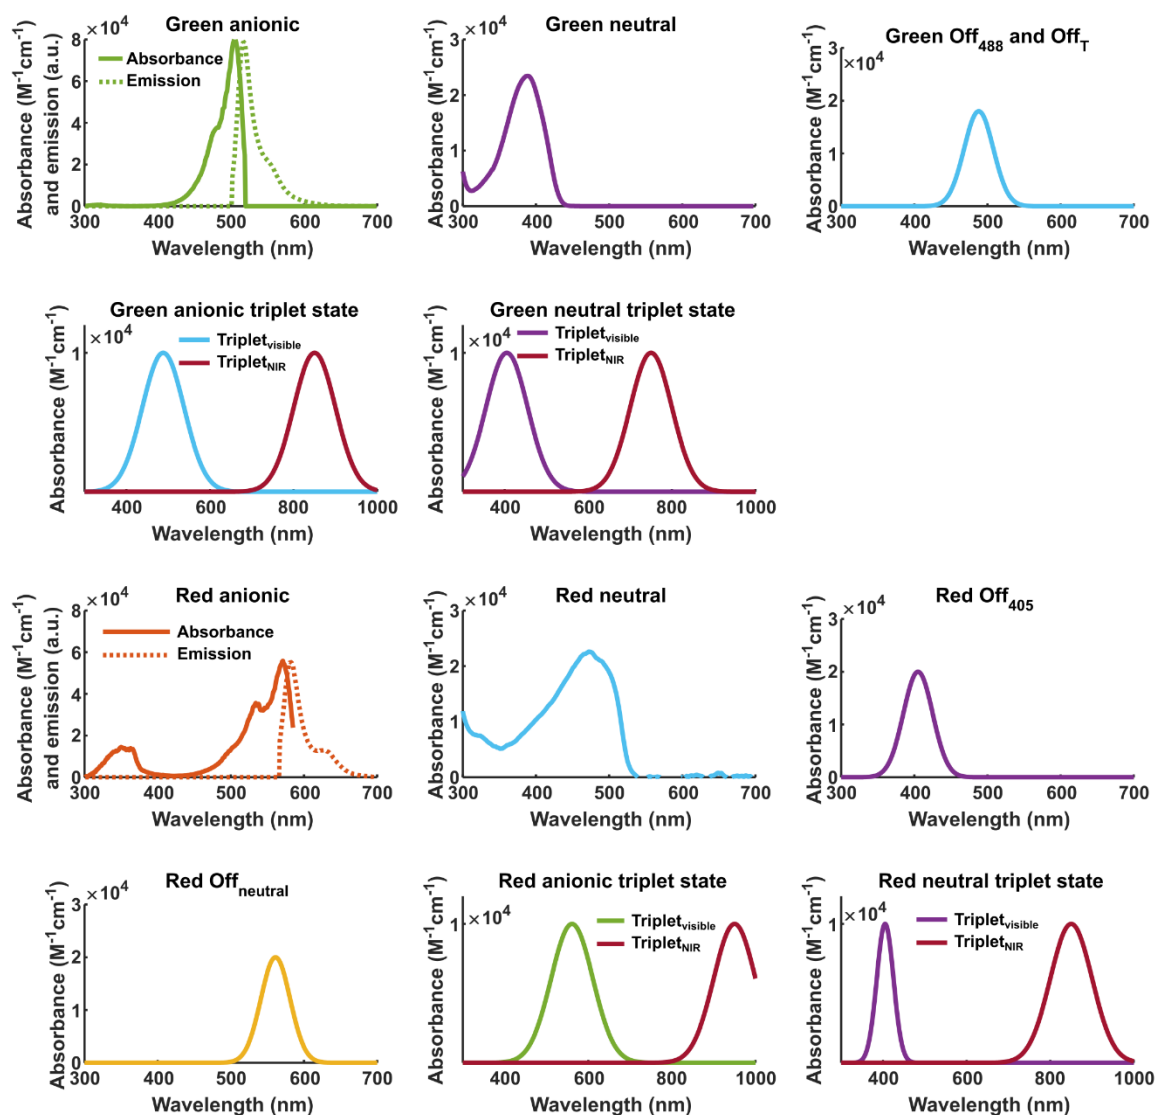 Green anionic
×10⁴
Absorbance (M⁻¹cm⁻¹)
and emission (a.u.)
8
6
4
2
0
Absorbance
Emission
300 400 500 600 700
Wavelength (nm)
Green neutral
×10⁴
Absorbance (M⁻¹cm⁻¹)
3
2
1
0
300 400 500 600 700
Wavelength (nm)
Green Off₄₈₈ and Off_T
×10⁴
Absorbance (M⁻¹cm⁻¹)
3
2
1
0
300 400 500 600 700
Wavelength (nm)
Green anionic triplet state
×10⁴
Absorbance (M⁻¹cm⁻¹)
1
Triplet_visible
Triplet_NIR
400 600 800 1000
Wavelength (nm)
Green neutral triplet state
×10⁴
Absorbance (M⁻¹cm⁻¹)
1
Triplet_visible
Triplet_NIR
400 600 800 1000
Wavelength (nm)
Red anionic
×10⁴
Absorbance (M⁻¹cm⁻¹)
and emission (a.u.)
8
6
4
2
0
Absorbance
Emission
300 400 500 600 700
Wavelength (nm)
Red neutral
×10⁴
Absorbance (M⁻¹cm⁻¹)
3
2
1
0
300 400 500 600 700
Wavelength (nm)
Red Off₄₀₅
×10⁴
Absorbance (M⁻¹cm⁻¹)
3
2
1
0
300 400 500 600 700
Wavelength (nm)
Red Off_neutral
×10⁴
Absorbance (M⁻¹cm⁻¹)
3
2
1
0
300 400 500 600 700
Wavelength (nm)
Red anionic triplet state
×10⁴
Absorbance (M⁻¹cm⁻¹)
1
Triplet_visible
Triplet_NIR
400 600 800 1000
Wavelength (nm)
Red neutral triplet state
×10⁴
Absorbance (M⁻¹cm⁻¹)
1
Triplet_visible
Triplet_NIR
400 600 800 1000
Wavelength (nm)